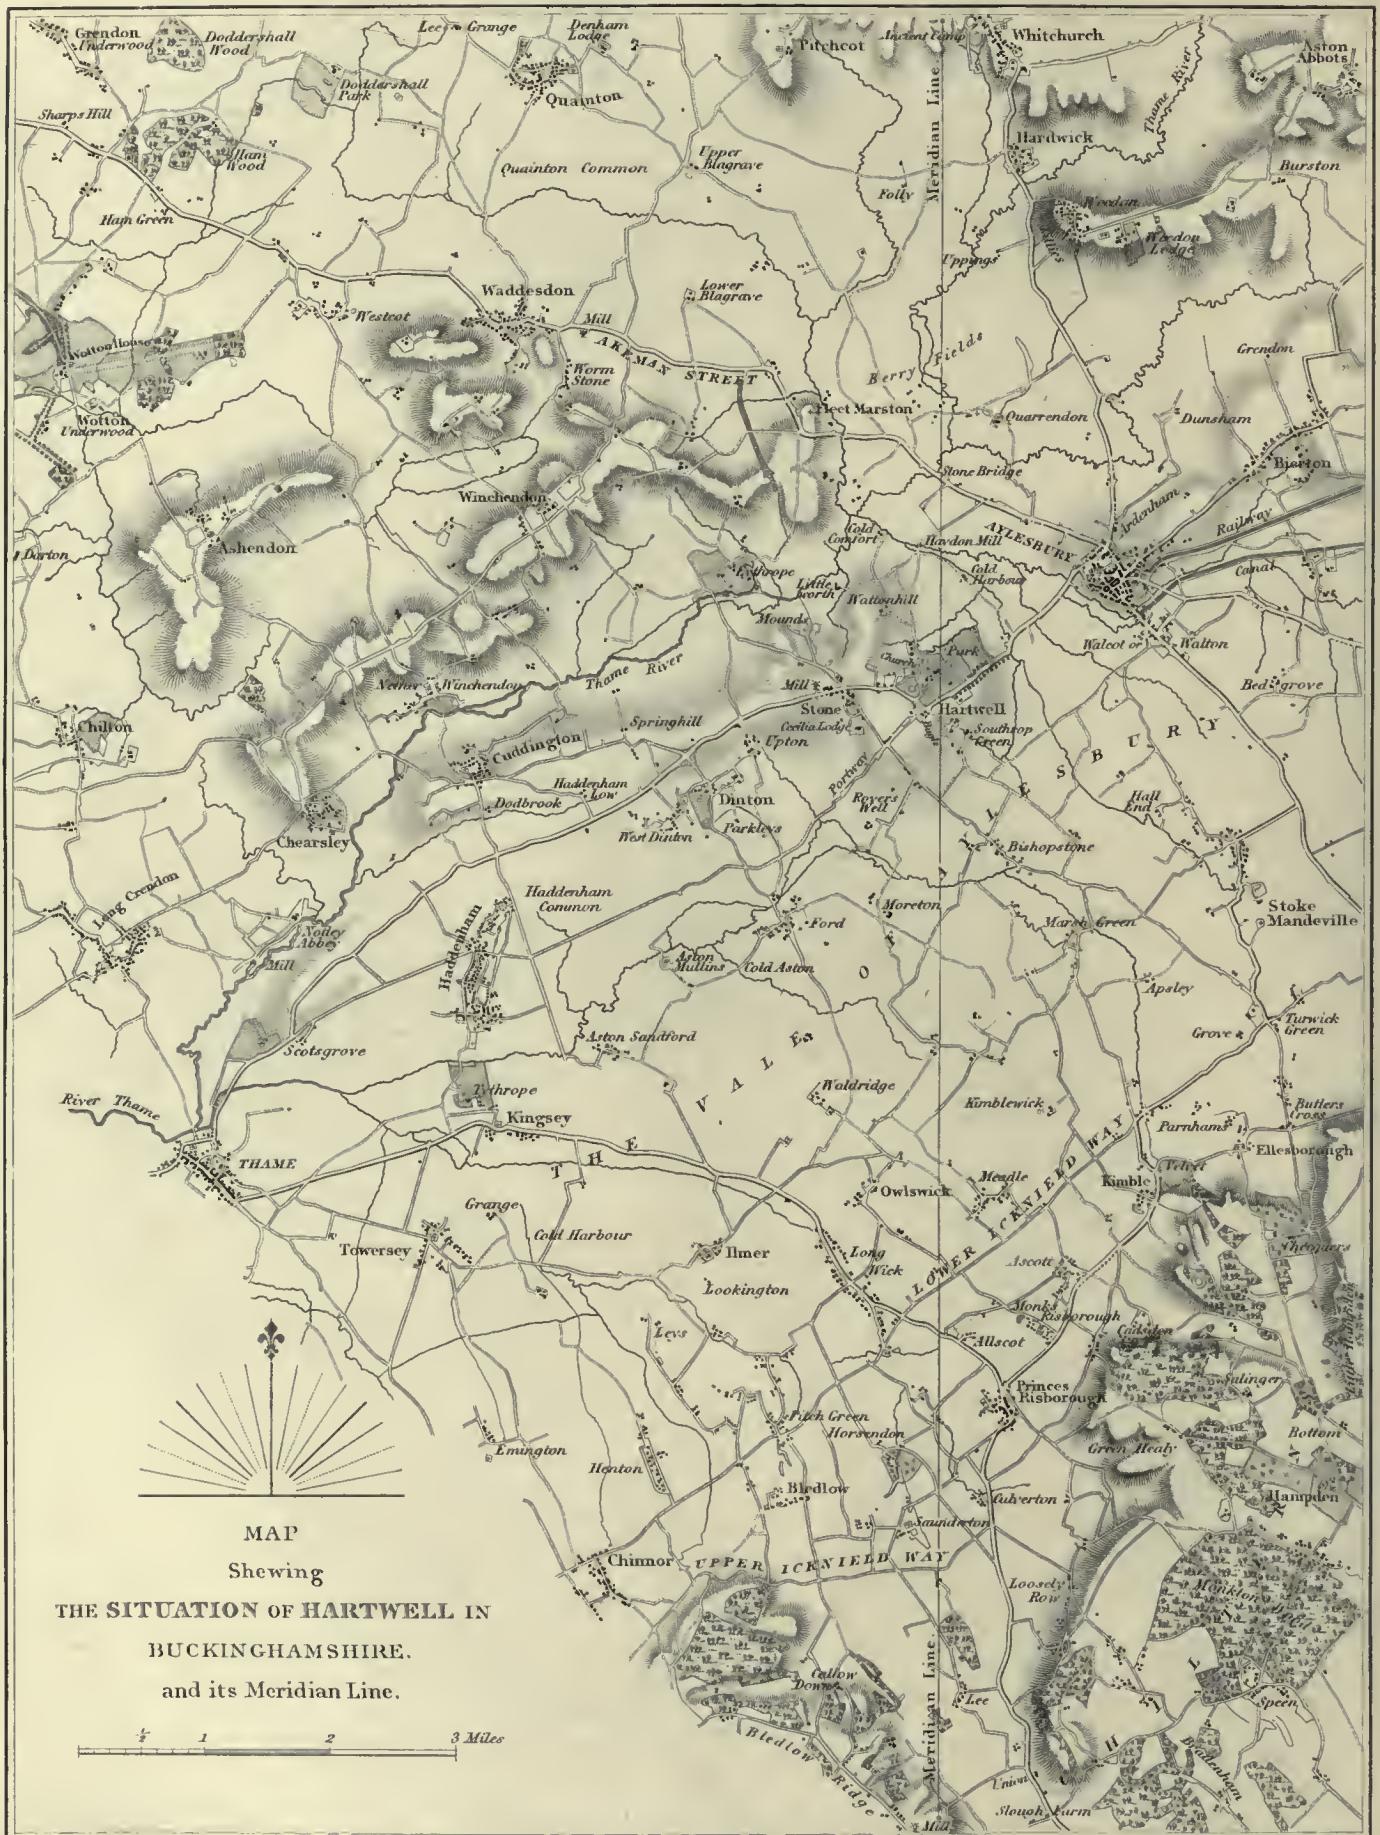 Grendon
Underwood
Doddershall
Wood
Lee
Grange
Denham
Lodge
Pitchcot
Ancient Camp
Whitchurch
Aston
Abbots
Doddershall
Park
Quainton
Meridian Line
Thame River
Sharps Hill
Hardwick
Ham
Wood
Quainton Common
Upper
Blagrave
Burston
Folly
Ham Green
Weedon
Lillies
Weedon
Lodge
Uppings
Waddesdon
Lower
Blagrave
Westcot
Mill
Wotton House
AKEMAN STREET
Berry Fields
Grendon
Worm
Stone
Wotton
Underwood
Fleet Marston
Quarrendon
Dunsham
Bierton
Stone Bridge
Winchendon
Ardenham
Railway
Dorton
Ashendon
Cold
Comfort
Haydon Mill
AYLESBURY
Eythrope
Little
worth
Cold
Harbour
Canal
Wattonhill
Mounds
Walcot or
Walton
Church
Park
Thame River
Nether Winchendon
Mill
Bedgrove
Chilton
Springhill
Stone
Hartwell
Cecilia Lodge
Southrop
Green
Cuddington
Upton
Portway
Haddenham
Low
Dinton
Rover's
Well
Hall
End
Dodbrook
West Dinton
Parkleys
Chearsley
Bishopstone
Long Crendon
Haddenham
Common
Moreton
Stoke
Mandeville
Haddenham
Ford
Marsh Green
Notley
Abbey
Mill
Aston
Mullins
Cold Aston
Apsley
Scotsgrove
Aston Sandford
Grove
Turwick
Green
THE VALE OF AYLESBURY
River Thame
Tythrope
Waldridge
Kimblewick
Butlers
Cross
Kingsey
Parnhams
Ellesborough
THAME
Meadle
Velvet
Owlswick
Kimble
Grange
LOWER ICKNIELD WAY
Cold Harbour
Chequers
Towersey
Ilmer
Long
Wick
Ascott
Lookington
Monks
Risborough
Little Hampden
Leys
Allscot
Cadsden
Princes
Risborough
Salinger
Pitch Green
Horsendon
Bottom
Emington
Green Healy
Henton
Bledlow
Hampden
Culverton
Saunderton
Chinnor
UPPER ICKNIELD WAY
Loosely
Row
Monkton
Callow
Down
Lee
Speen
Meridian Line
Bledlow Ridge
Bradenham
Union
Slough Farm
Mill
MAP
Shewing
THE SITUATION OF HARTWELL IN
BUCKINGHAMSHIRE.
and its Meridian Line.
½ 1 2 3 Miles